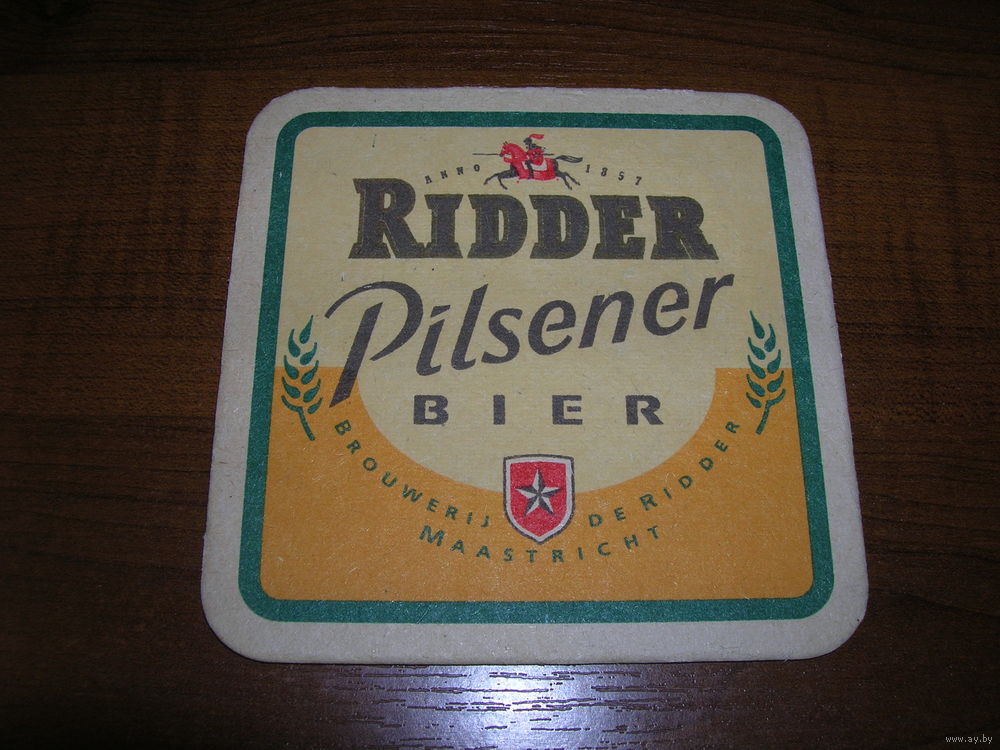 ANNO 1857
RIDDER
Pilsener
BIER
BROUWERIJ DE RIDDER
MAASTRICHT
www.ay.by